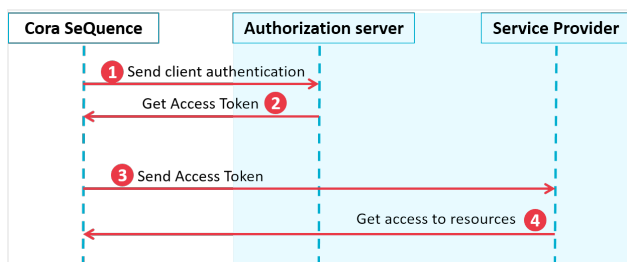 Cora SeQuence
Authorization server
Service Provider
1 Send client authentication
Get Access Token 2
3 Send Access Token
Get access to resources 4